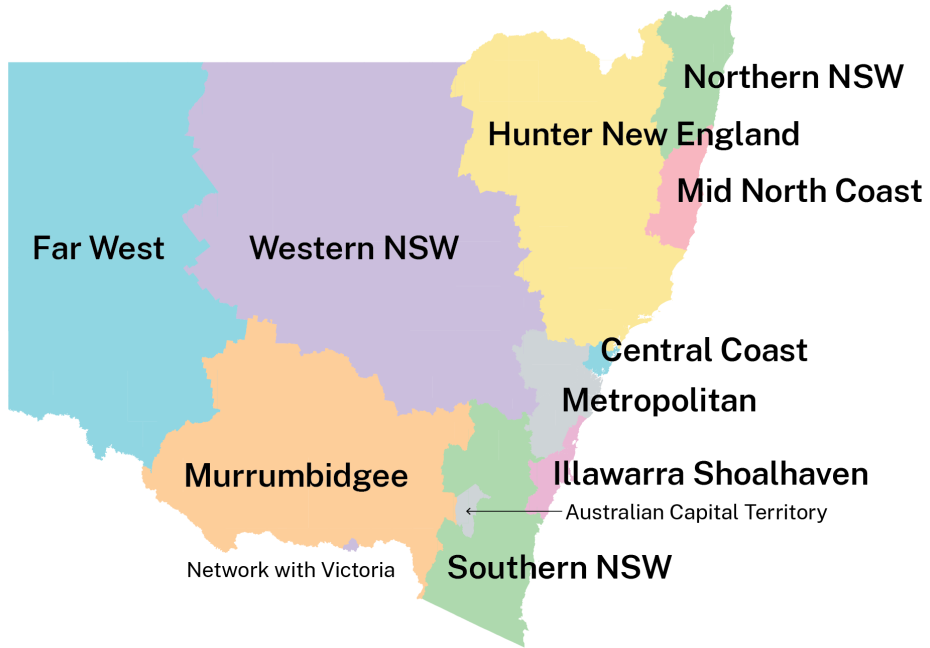 Northern NSW
Hunter New England
Mid North Coast
Far West
Western NSW
Central Coast
Metropolitan
Murrumbidgee
Illawarra Shoalhaven
Australian Capital Territory
Network with Victoria
Southern NSW